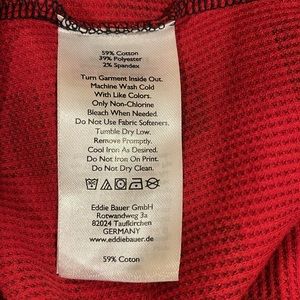 59% Cotton
39% Polyester
2% Spandex
Turn Garment Inside Out.
Machine Wash Cold
With Like Colors.
Only Non-Chlorine
Bleach When Needed.
Do Not Use Fabric Softeners.
Tumble Dry Low.
Remove Promptly.
Cool Iron As Desired.
Do Not Iron On Print.
Do Not Dry Clean.
Eddie Bauer GmbH
Rotwandweg 3a
82024 Taufkirchen
GERMANY
www.eddiebauer.de
59% Coton